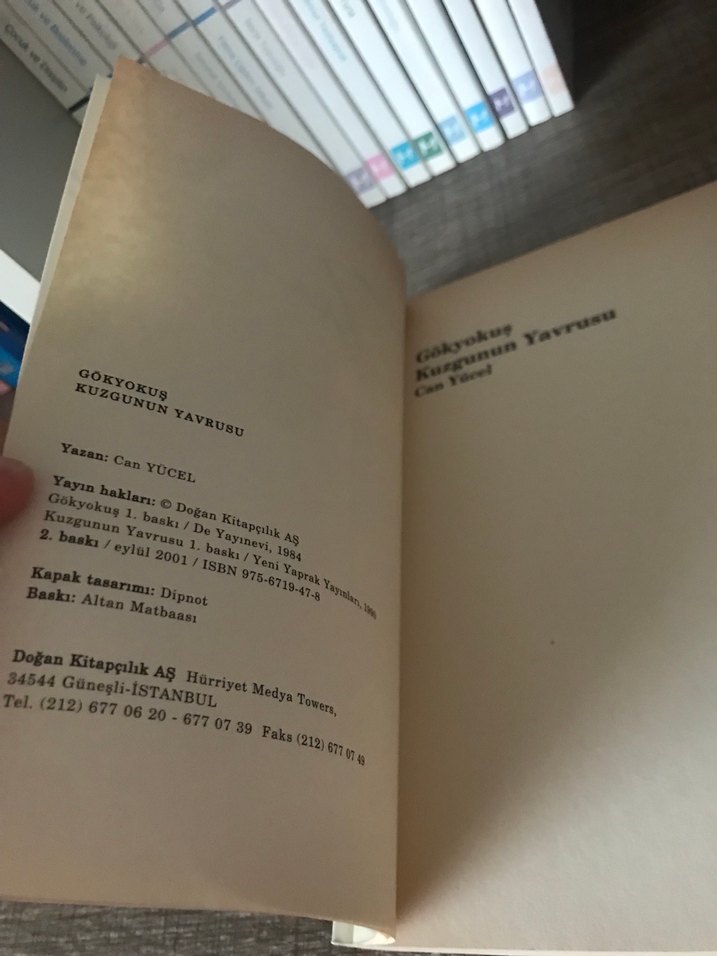 Çocuk ve Disiplin
GÖKYOKUŞ
KUZGUNUN YAVRUSU
Yazan: Can YÜCEL
Yayın hakları: © Doğan Kitapçılık AŞ
Gökyokuş 1. baskı / De Yayınevi, 1984
Kuzgunun Yavrusu 1. baskı / Yeni Yaprak Yayınları,
2. baskı / eylül 2001 / ISBN 975-6719-47-8
Kapak tasarımı: Dipnot
Baskı: Altan Matbaası
Doğan Kitapçılık AŞ Hürriyet Medya Towers,
34544 Güneşli-İSTANBUL
Tel. (212) 677 06 20 - 677 07 39 Faks (212) 677 07 49
Gökyokuş
Kuzgunun Yavrusu
Can Yücel